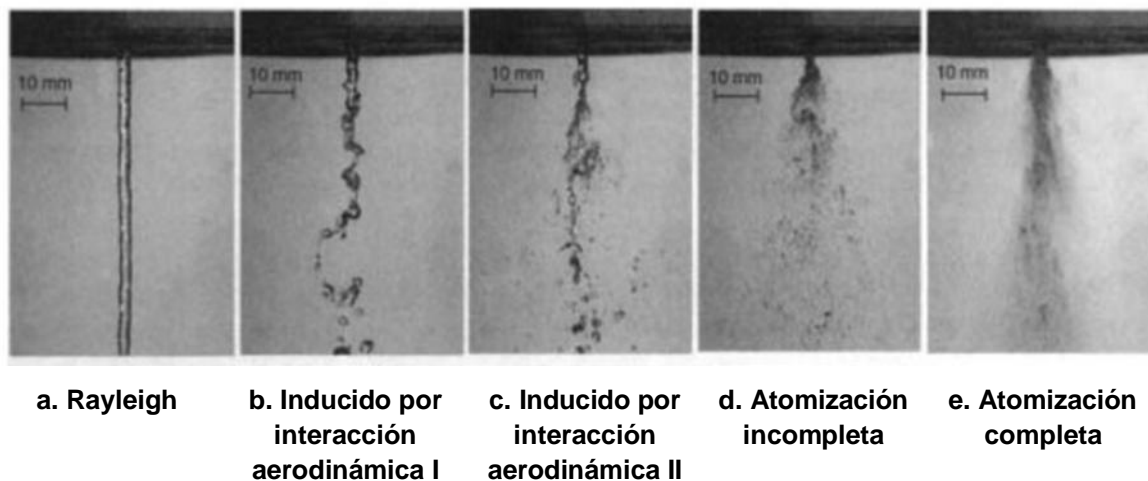 10 mm
10 mm
10 mm
10 mm
10 mm
a. Rayleigh
b. Inducido por
interacción
aerodinámica I
c. Inducido por
interacción
aerodinámica II
d. Atomización
incompleta
e. Atomización
completa